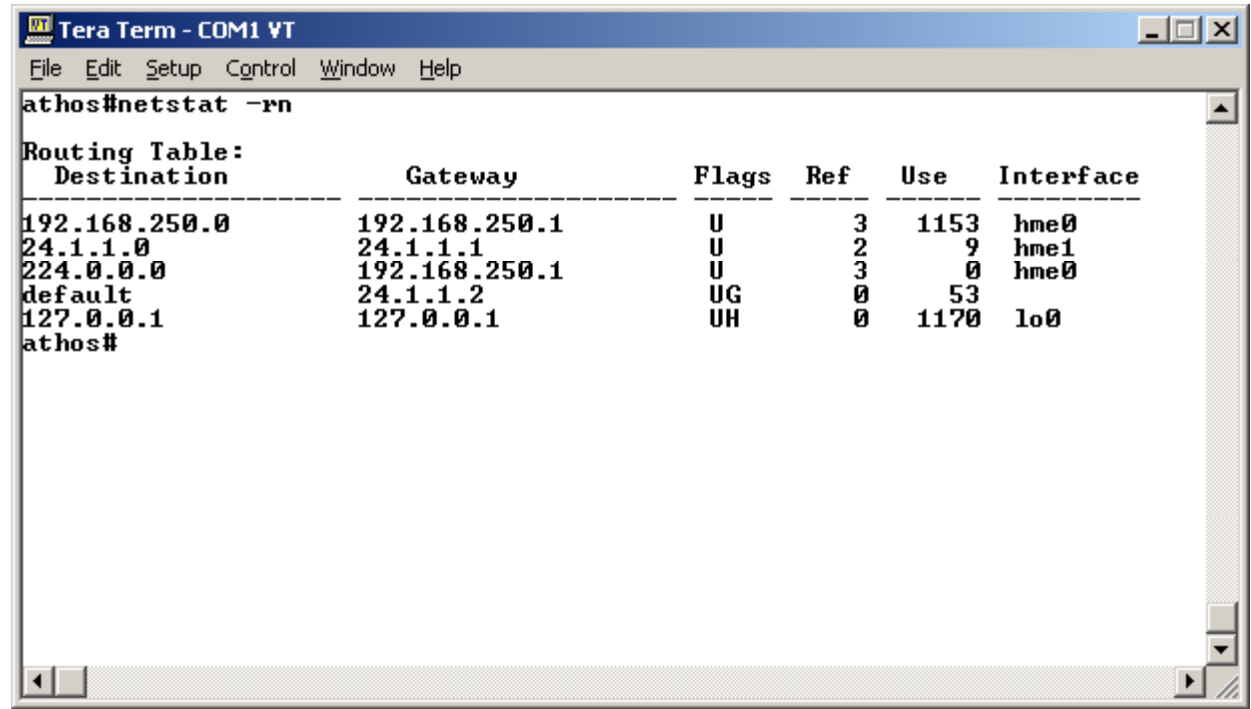 Tera Term - COM1 VT
File Edit Setup Control Window Help
athos#netstat -rn
Routing Table:
Destination Gateway Flags Ref Use Interface
-------------------- -------------------- ----- ----- ------ ---------
192.168.250.0 192.168.250.1 U 3 1153 hme0
24.1.1.0 24.1.1.1 U 2 9 hme1
224.0.0.0 192.168.250.1 U 3 0 hme0
default 24.1.1.2 UG 0 53
127.0.0.1 127.0.0.1 UH 0 1170 lo0
athos#